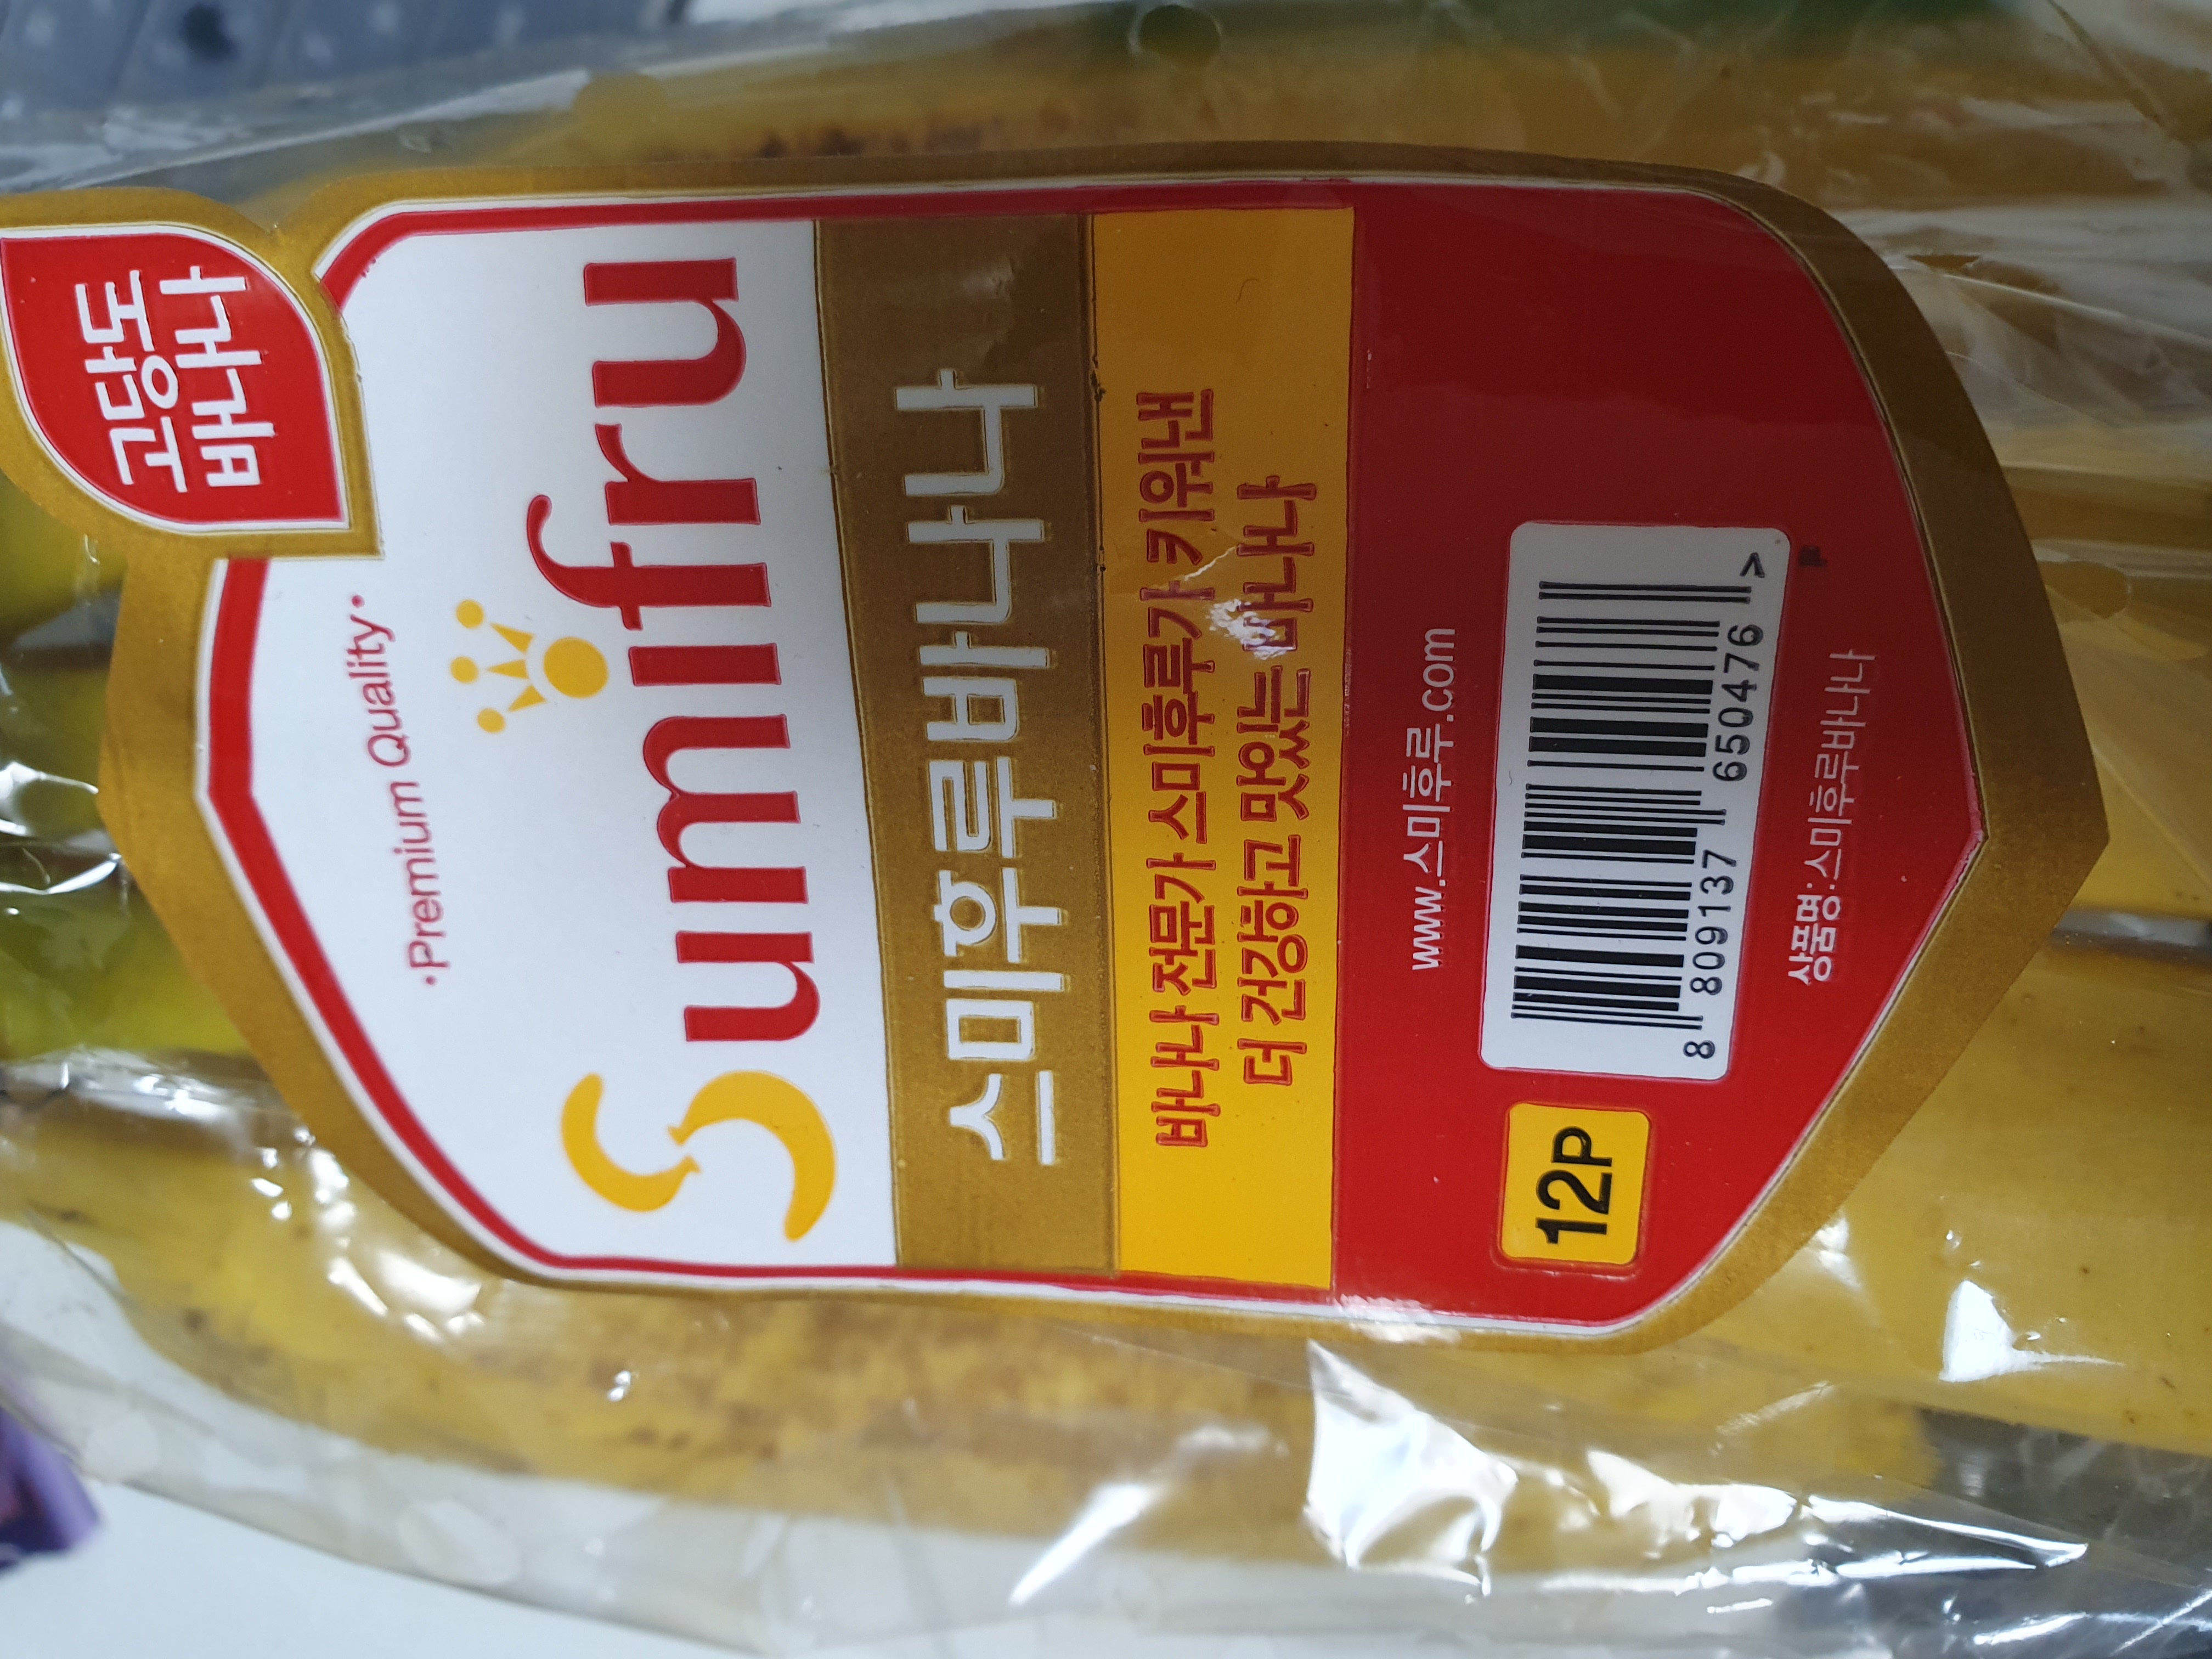 고당도
바나나
·Premium Quality·
Sumifru
스미후루바나나
바나나 전문가 스미후루가 키워낸
더 건강하고 맛있는 바나나
www.스미후루.com
12P
8 809137 650476 >
상품명:스미후루바나나